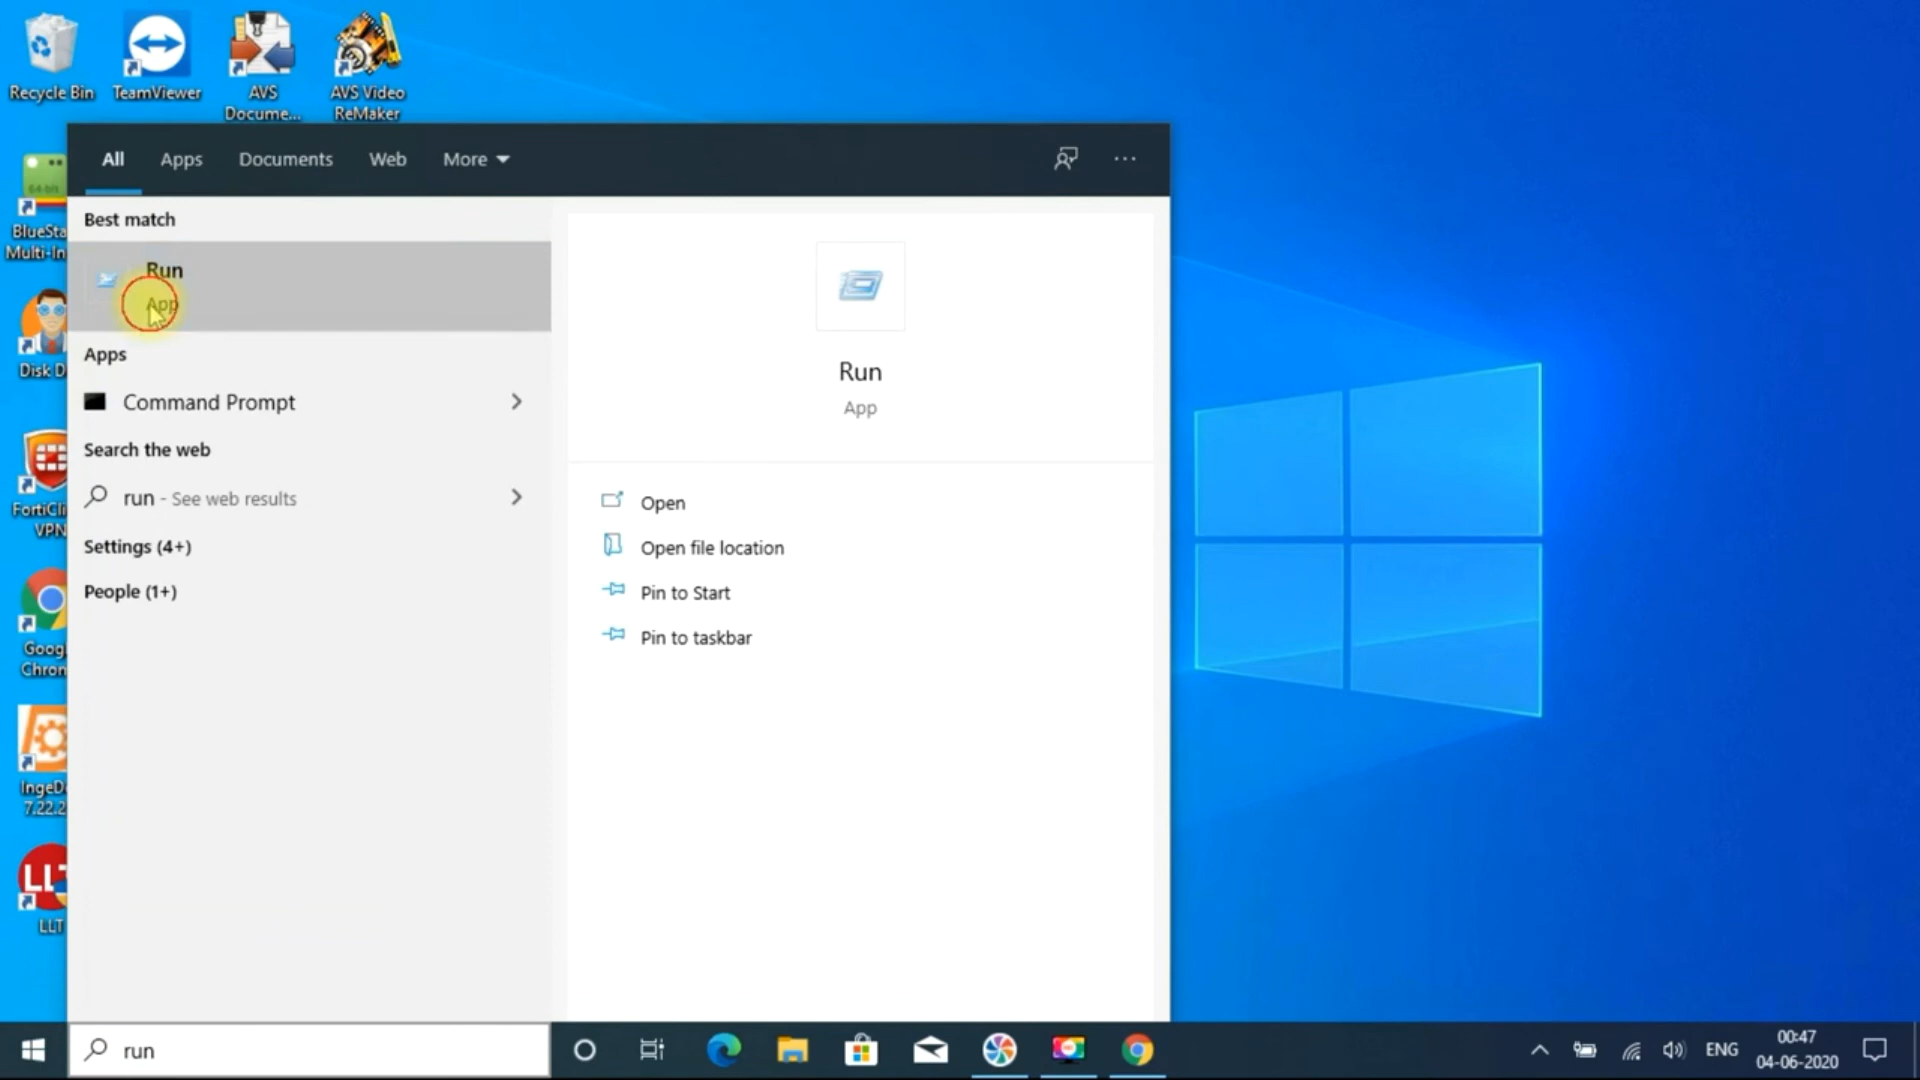 Recycle Bin
TeamViewer
AVS
Docume...
AVS Video
ReMaker
64-bit
BlueSta
Multi-In
Disk D
FortiCli
VPN
Goog
Chron
IngeD
7.22.2
LLT
LLT
All
Apps
Documents
Web
More
Best match
Run
App
Apps
Command Prompt
Search the web
run - See web results
Settings (4+)
People (1+)
Run
App
Open
Open file location
Pin to Start
Pin to taskbar
run
ENG
00:47
04-06-2020